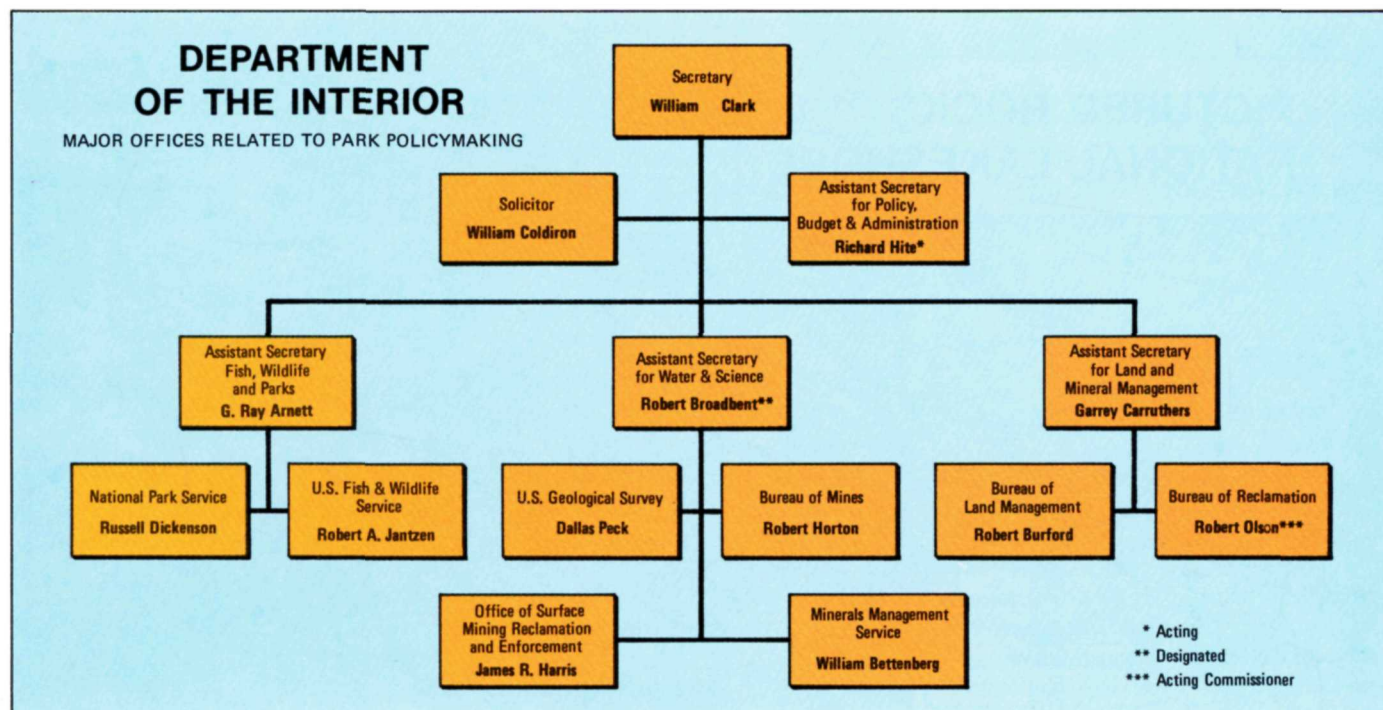 DEPARTMENT
OF THE INTERIOR
MAJOR OFFICES RELATED TO PARK POLICYMAKING
Secretary
William Clark
Solicitor
William Coldiron
Assistant Secretary
for Policy,
Budget & Administration
Richard Hite*
Assistant Secretary
Fish, Wildlife
and Parks
G. Ray Arnett
Assistant Secretary
for Water & Science
Robert Broadbent**
Assistant Secretary
for Land and
Mineral Management
Garrey Carruthers
National Park Service
Russell Dickenson
U.S. Fish & Wildlife
Service
Robert A. Jantzen
U.S. Geological Survey
Dallas Peck
Bureau of Mines
Robert Horton
Bureau of
Land Management
Robert Burford
Bureau of Reclamation
Robert Olson***
Office of Surface
Mining Reclamation
and Enforcement
James R. Harris
Minerals Management
Service
William Bettenberg
* Acting
** Designated
*** Acting Commissioner